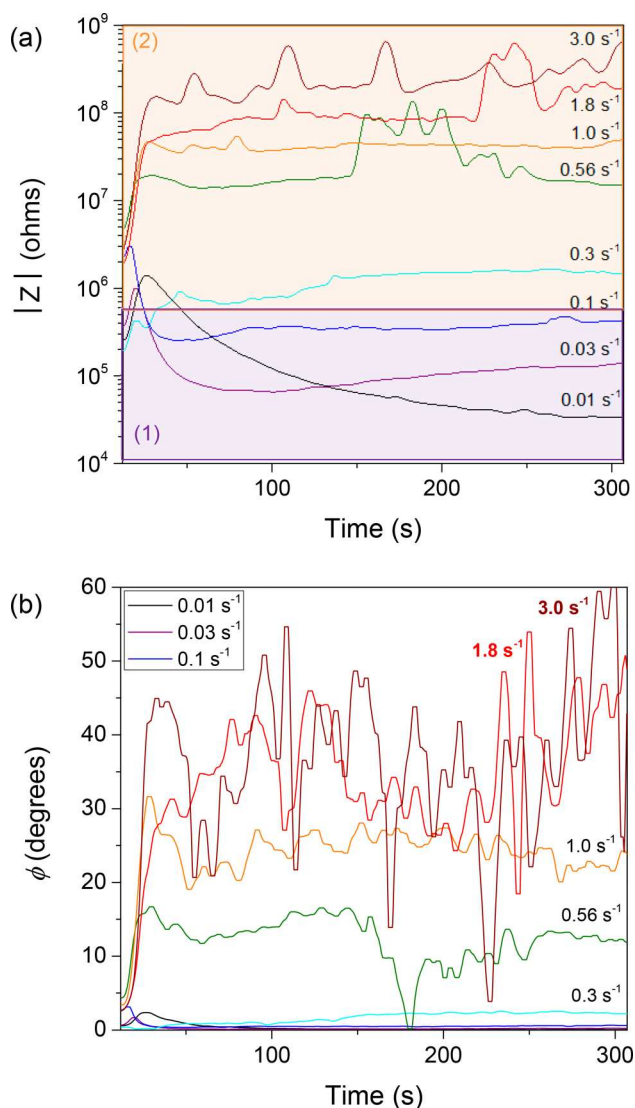 (a)
(2)
10⁹
3.0 s⁻¹
10⁸
1.8 s⁻¹
1.0 s⁻¹
0.56 s⁻¹
10⁷
|Z| (ohms)
10⁶
0.3 s⁻¹
0.1 s⁻¹
10⁵
0.03 s⁻¹
0.01 s⁻¹
(1)
10⁴
100 200 300
Time (s)
(b)
60
0.01 s⁻¹
0.03 s⁻¹
0.1 s⁻¹
3.0 s⁻¹
1.8 s⁻¹
50
40
ϕ (degrees)
30
1.0 s⁻¹
20
0.56 s⁻¹
10
0.3 s⁻¹
0
100 200 300
Time (s)